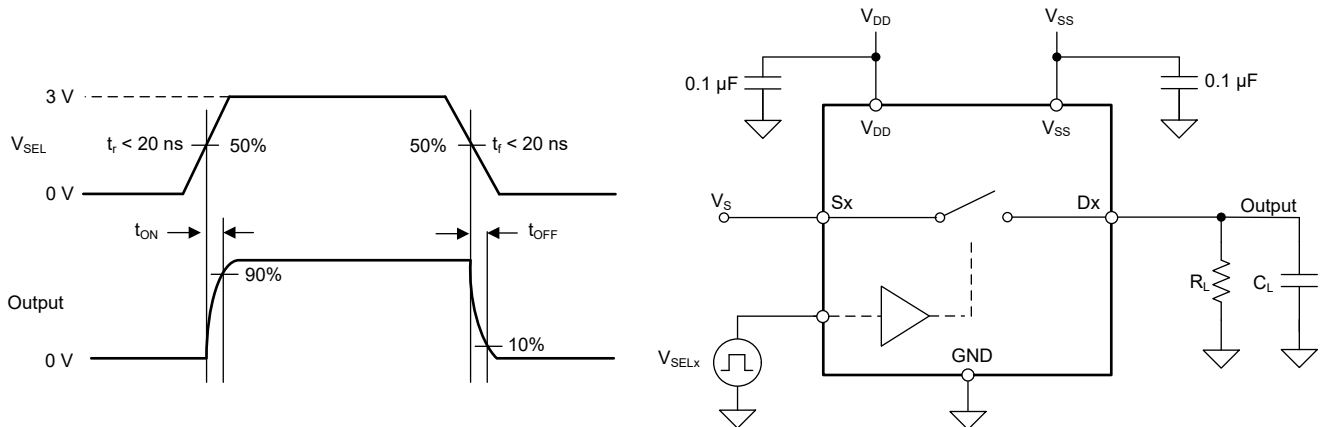 3 V
V_SEL
t_r < 20 ns
50%
50%
t_f < 20 ns
0 V
t_ON
t_OFF
90%
Output
10%
0 V
V_DD
V_SS
0.1 µF
0.1 µF
V_DD
V_SS
V_S
Sx
Dx
Output
R_L
C_L
V_SELx
GND